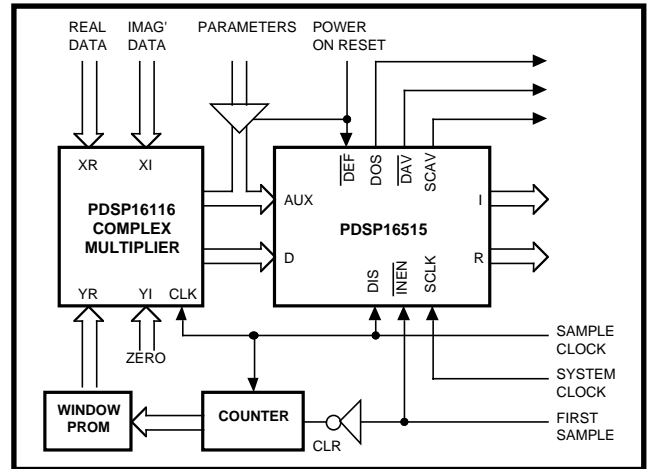 REAL DATA
IMAG' DATA
PARAMETERS
POWER ON RESET
XR
XI
DEF
DOS
DAV
SCAV
AUX
I
PDSP16116 COMPLEX MULTIPLIER
PDSP16515
D
R
YR
YI
CLK
DIS
INEN
SCLK
ZERO
SAMPLE CLOCK
SYSTEM CLOCK
WINDOW PROM
COUNTER
CLR
FIRST SAMPLE